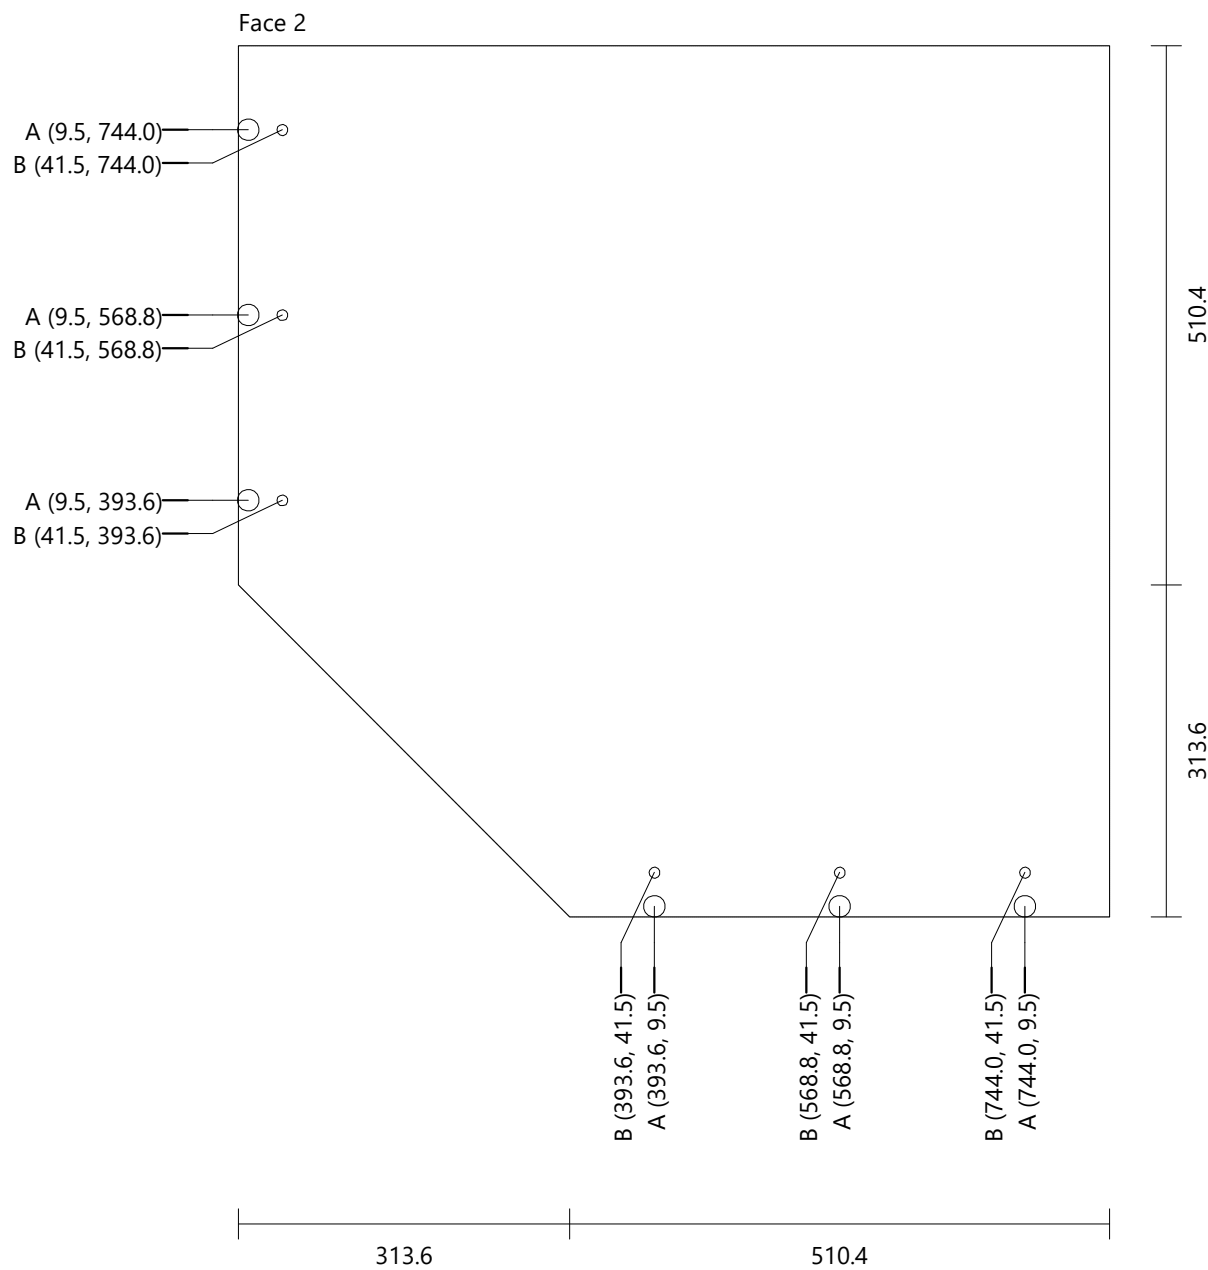 Face 2
A (9.5, 744.0)
B (41.5, 744.0)
A (9.5, 568.8)
B (41.5, 568.8)
A (9.5, 393.6)
B (41.5, 393.6)
510.4
313.6
B (393.6, 41.5)
A (393.6, 9.5)
B (568.8, 41.5)
A (568.8, 9.5)
B (744.0, 41.5)
A (744.0, 9.5)
313.6
510.4